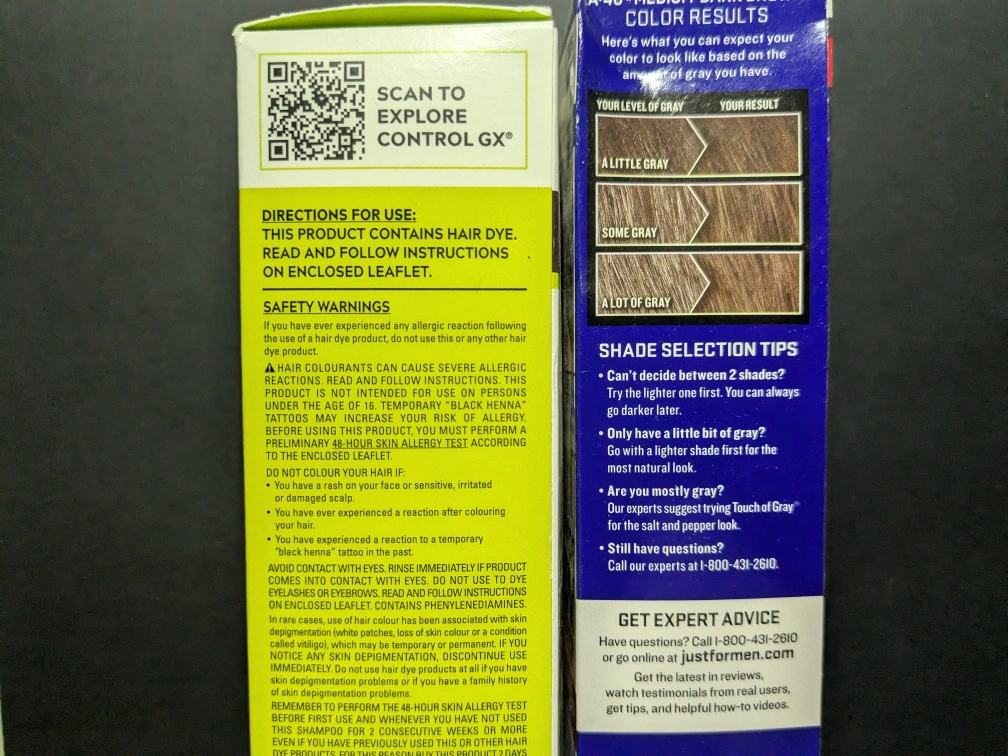 SCAN TO
EXPLORE
CONTROL GX®
DIRECTIONS FOR USE:
THIS PRODUCT CONTAINS HAIR DYE.
READ AND FOLLOW INSTRUCTIONS
ON ENCLOSED LEAFLET.
SAFETY WARNINGS
If you have ever experienced any allergic reaction following
the use of a hair dye product, do not use this or any other hair
dye product.
⚠ HAIR COLOURANTS CAN CAUSE SEVERE ALLERGIC
REACTIONS. READ AND FOLLOW INSTRUCTIONS. THIS
PRODUCT IS NOT INTENDED FOR USE ON PERSONS
UNDER THE AGE OF 16. TEMPORARY "BLACK HENNA"
TATTOOS MAY INCREASE YOUR RISK OF ALLERGY.
BEFORE USING THIS PRODUCT, YOU MUST PERFORM A
PRELIMINARY 48-HOUR SKIN ALLERGY TEST ACCORDING
TO THE ENCLOSED LEAFLET.
DO NOT COLOUR YOUR HAIR IF:
• You have a rash on your face or sensitive, irritated
or damaged scalp.
• You have ever experienced a reaction after colouring
your hair.
• You have experienced a reaction to a temporary
"black henna" tattoo in the past.
AVOID CONTACT WITH EYES. RINSE IMMEDIATELY IF PRODUCT
COMES INTO CONTACT WITH EYES. DO NOT USE TO DYE
EYELASHES OR EYEBROWS. READ AND FOLLOW INSTRUCTIONS
ON ENCLOSED LEAFLET. CONTAINS PHENYLENEDIAMINES.
In rare cases, use of hair colour has been associated with skin
depigmentation (white patches, loss of skin colour or a condition
called vitiligo), which may be temporary or permanent. IF YOU
NOTICE ANY SKIN DEPIGMENTATION, DISCONTINUE USE
IMMEDIATELY. Do not use hair dye products at all if you have
skin depigmentation problems or if you have a family history
of skin depigmentation problems.
REMEMBER TO PERFORM THE 48-HOUR SKIN ALLERGY TEST
BEFORE FIRST USE AND WHENEVER YOU HAVE NOT USED
THIS SHAMPOO FOR 2 CONSECUTIVE WEEKS OR MORE
EVEN IF YOU HAVE PREVIOUSLY USED THIS OR OTHER HAIR
DYE PRODUCTS. FOR THIS REASON BUY THIS PRODUCT 2 DAYS
MEDIUM DARK BROWN
COLOR RESULTS
Here's what you can expect your
color to look like based on the
amount of gray you have.
YOUR LEVEL OF GRAY YOUR RESULT
A LITTLE GRAY
SOME GRAY
A LOT OF GRAY
SHADE SELECTION TIPS
• Can't decide between 2 shades?
Try the lighter one first. You can always
go darker later.
• Only have a little bit of gray?
Go with a lighter shade first for the
most natural look.
• Are you mostly gray?
Our experts suggest trying Touch of Gray®
for the salt and pepper look.
• Still have questions?
Call our experts at 1-800-431-2610.
GET EXPERT ADVICE
Have questions? Call 1-800-431-2610
or go online at justformen.com
Get the latest in reviews,
watch testimonials from real users,
get tips, and helpful how-to videos.